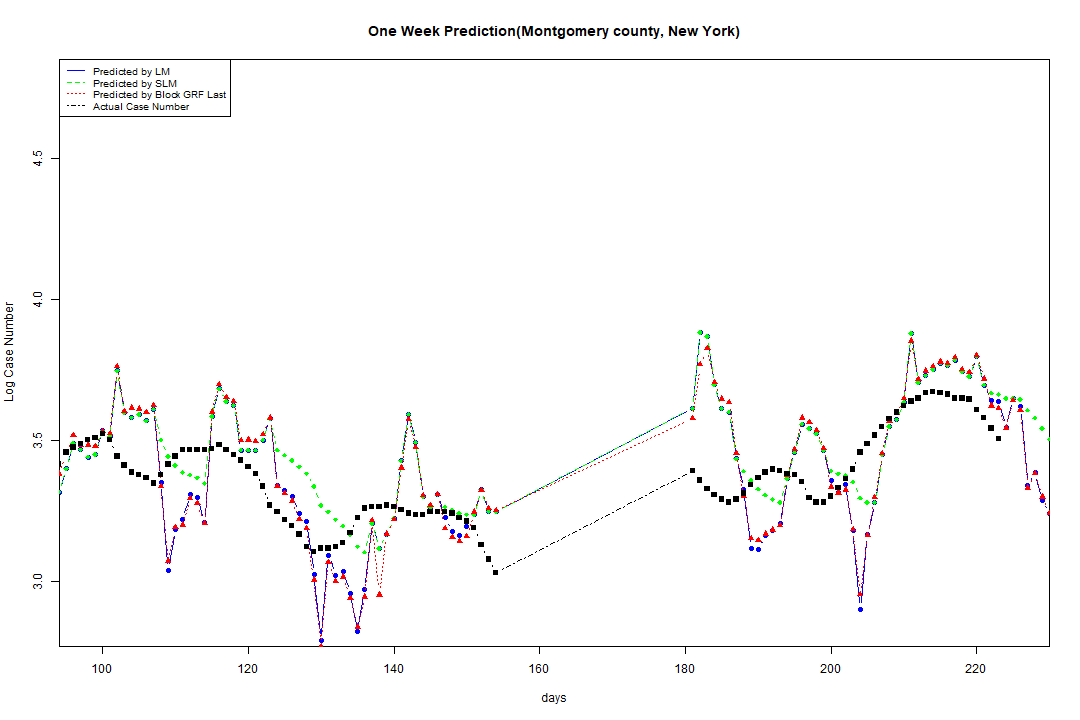 One Week Prediction(Montgomery county, New York)
Predicted by LM
Predicted by SLM
Predicted by Block GRF Last
Actual Case Number
Log Case Number
4.5
4.0
3.5
3.0
100 120 140 160 180 200 220
days